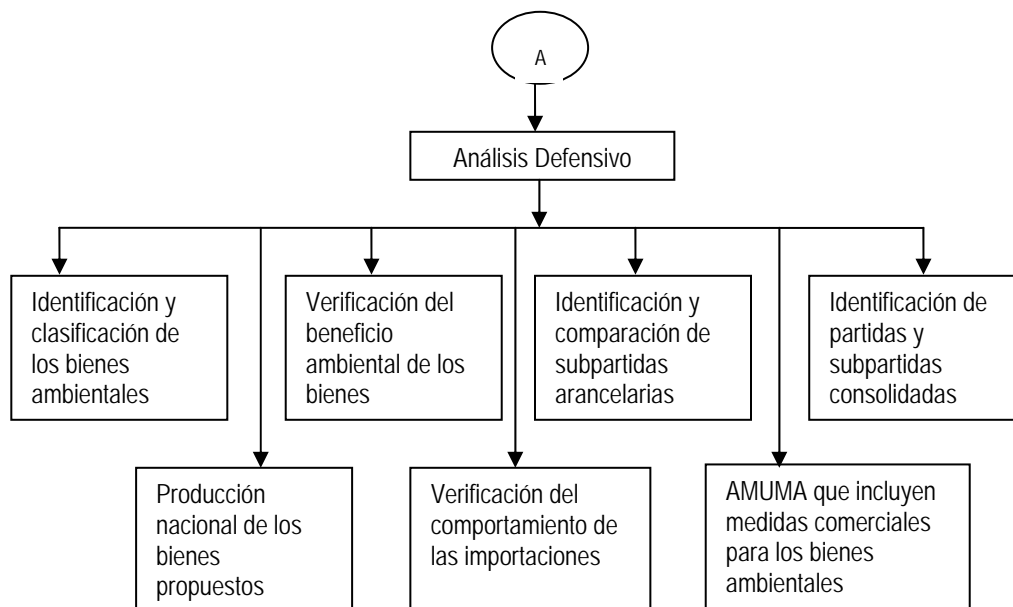 A
Análisis Defensivo
Identificación y
clasificación de
los bienes
ambientales
Verificación del
beneficio
ambiental de los
bienes
Identificación y
comparación de
subpartidas
arancelarias
Identificación de
partidas y
subpartidas
consolidadas
Producción
nacional de los
bienes
propuestos
Verificación del
comportamiento de
las importaciones
AMUMA que incluyen
medidas comerciales
para los bienes
ambientales